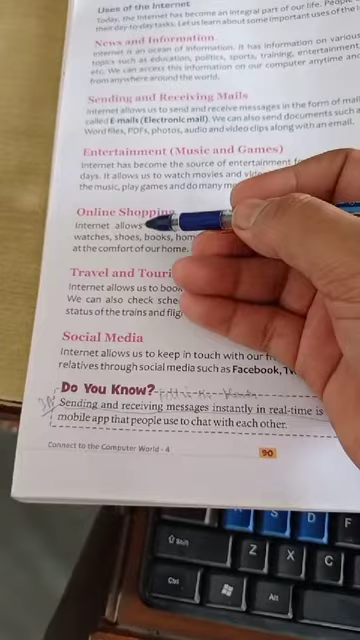 Uses of the Internet
Today, the Internet has become an integral part of our life. People
their day-to-day tasks. Let us learn about some important uses of the
News and Information
Internet is an ocean of information. It has information on various
topics such as education, politics, sports, training, entertainment
etc. We can access this information on our computer anytime and
from anywhere around the world.
Sending and Receiving Mails
Internet allows us to send and receive messages in the form of mail
called E-mails (Electronic mail). We can also send documents such a
Word files, PDFs, photos, audio and video clips along with an email.
Entertainment (Music and Games)
Internet has become the source of entertainment
days. It allows us to watch movies and
the music, play games and do many
Online Shopping
Internet allows
watches, shoes, books,
at the comfort of our home.
Travel and
Internet allows us to book
We can also check
status of the trains and
Social Media
Internet allows us to keep in touch with our
relatives through social media such as Facebook,
Do You Know?
Sending and receiving messages instantly in real-time is
mobile app that people use to chat with each other.
Connect to the Computer World - 4
90
Shift
Z
X
C
Ctrl
Alt
S
D
F